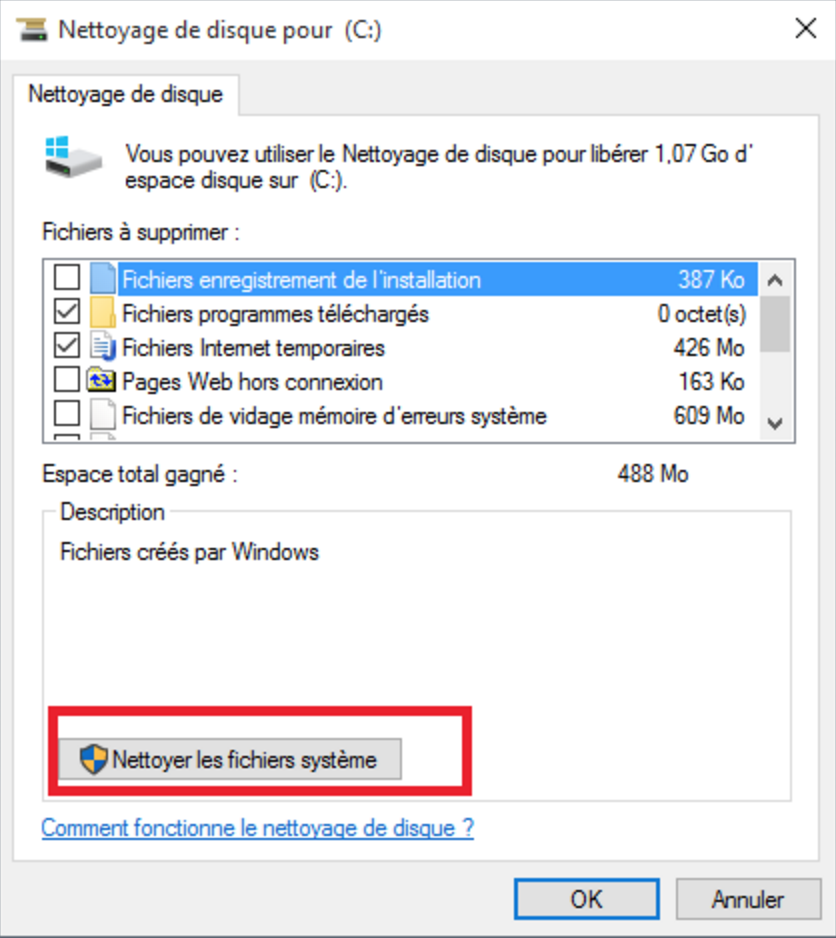 Nettoyage de disque pour (C:)
Nettoyage de disque
Vous pouvez utiliser le Nettoyage de disque pour libérer 1,07 Go d'
espace disque sur (C:).
Fichiers à supprimer :
Fichiers enregistrement de l'installation 387 Ko
Fichiers programmes téléchargés 0 octet(s)
Fichiers Internet temporaires 426 Mo
Pages Web hors connexion 163 Ko
Fichiers de vidage mémoire d'erreurs système 609 Mo
Espace total gagné : 488 Mo
Description
Fichiers créés par Windows
Nettoyer les fichiers système
Comment fonctionne le nettoyage de disque ?
OK Annuler